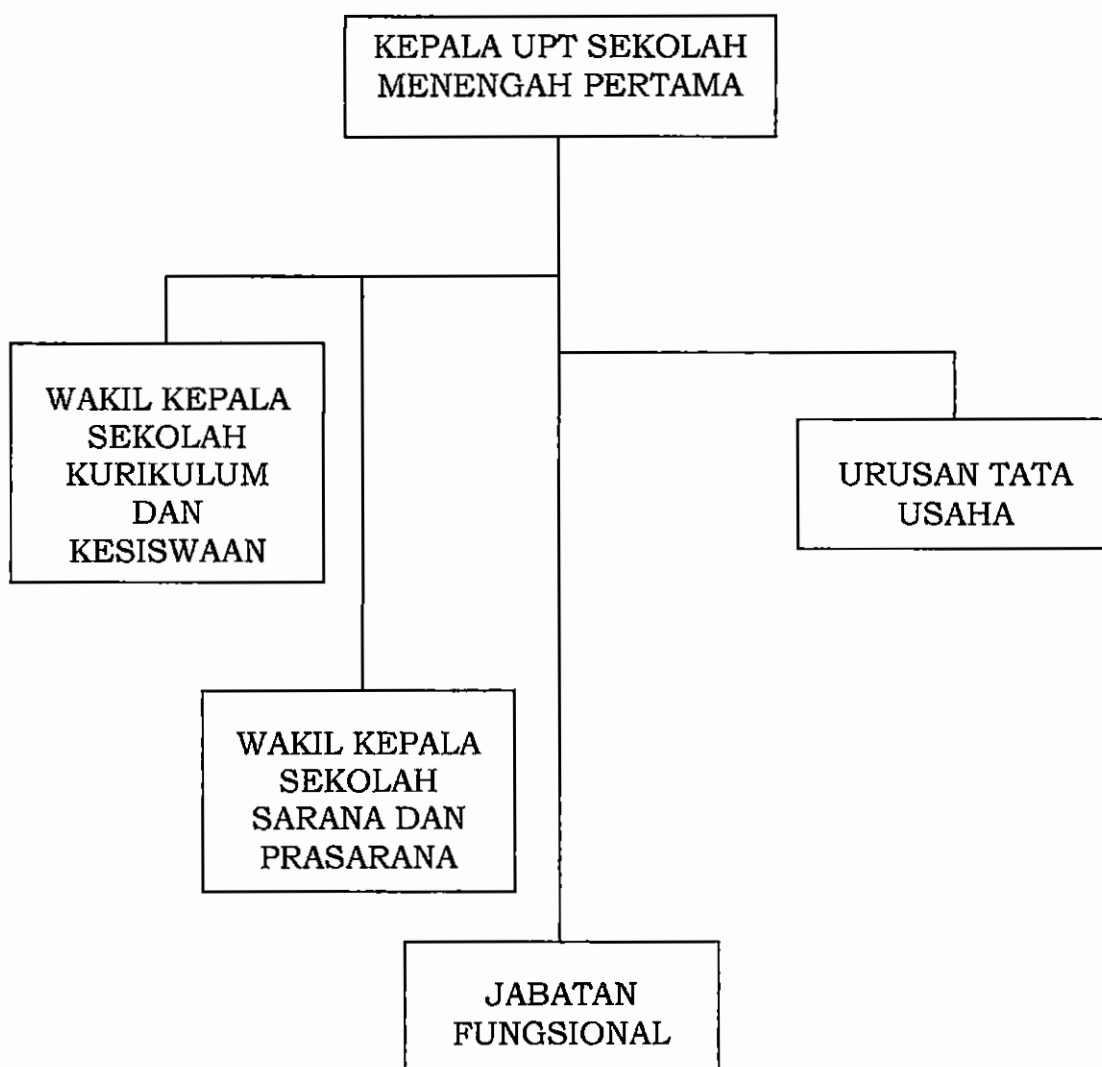 KEPALA UPT SEKOLAH
MENENGAH PERTAMA
WAKIL KEPALA
SEKOLAH
KURIKULUM
DAN
KESISWAAN
URUSAN TATA
USAHA
WAKIL KEPALA
SEKOLAH
SARANA DAN
PRASARANA
JABATAN
FUNGSIONAL